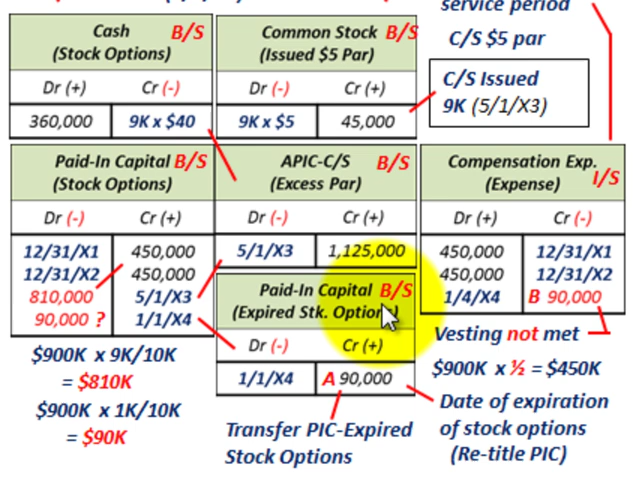 service period
Cash B/S
(Stock Options)
Dr (+) Cr (-)
360,000 9K x $40
Common Stock B/S
(Issued $5 Par)
Dr (-) Cr (+)
9K x $5 45,000
C/S $5 par
C/S Issued
9K (5/1/X3)
Paid-In Capital B/S
(Stock Options)
Dr (-) Cr (+)
12/31/X1 450,000
12/31/X2 450,000
810,000 5/1/X3
90,000 ? 1/1/X4
APIC-C/S B/S
(Excess Par)
Dr (-) Cr (+)
5/1/X3 1,125,000
Paid-In Capital B/S
(Expired Stk. Option)
Dr (-) Cr (+)
1/1/X4 A 90,000
Compensation Exp.
(Expense) I/S
Dr (+) Cr (-)
450,000 12/31/X1
450,000 12/31/X2
1/4/X4 B 90,000
Vesting not met
$900K x ½ = $450K
$900K x 9K/10K
= $810K
$900K x 1K/10K
= $90K
Transfer PIC-Expired
Stock Options
Date of expiration
of stock options
(Re-title PIC)